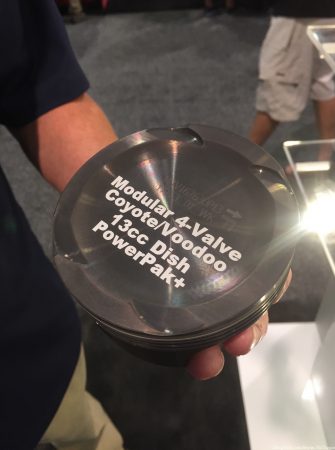 Modular 4-Valve
Coyote/Voodoo
13cc Dish
PowerPak+